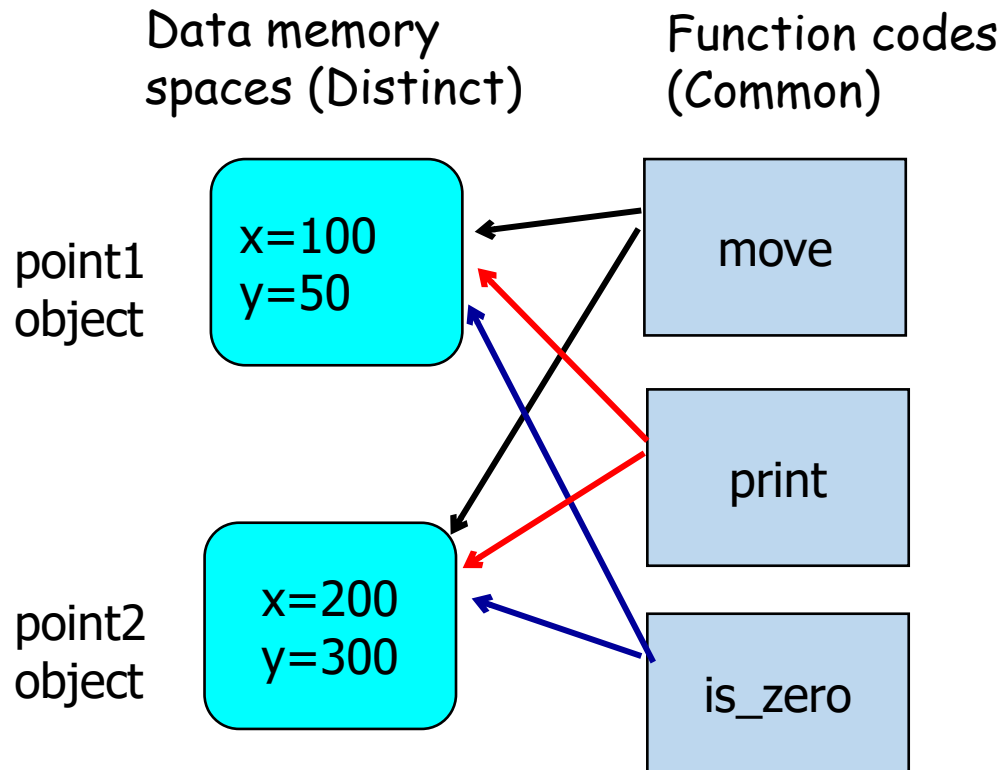 Data memory
spaces (Distinct)
Function codes
(Common)
point1
object
x=100
y=50
move
print
point2
object
x=200
y=300
is_zero